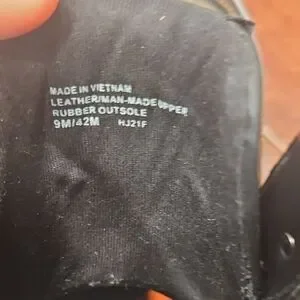 MADE IN VIETNAM
LEATHER/MAN-MADE UPPER
RUBBER OUTSOLE
9M/42M HJ21F